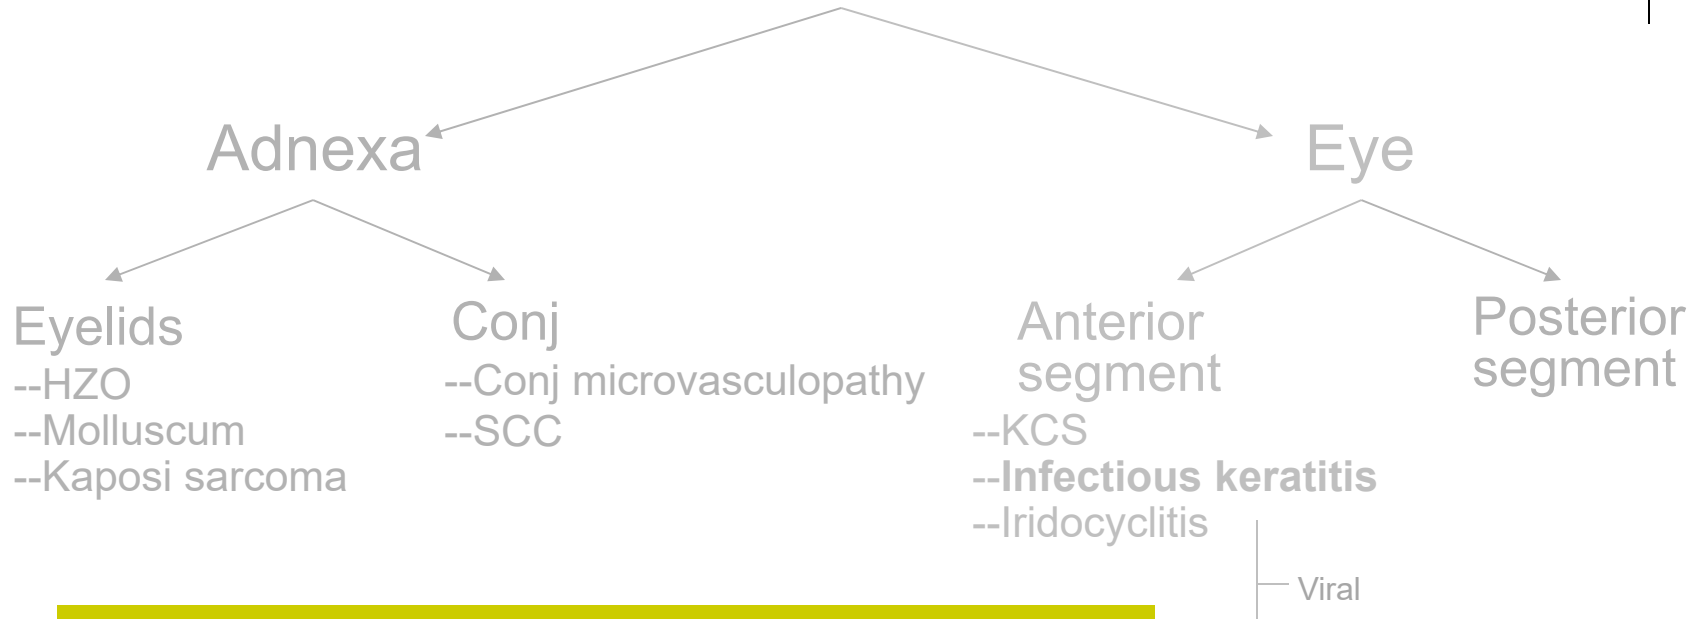 Adnexa
Eye
Eyelids
--HZO
--Molluscum
--Kaposi sarcoma
Conj
--Conj microvasculopathy
--SCC
Anterior
segment
--KCS
--Infectious keratitis
--Iridocyclitis
Viral
Posterior
segment